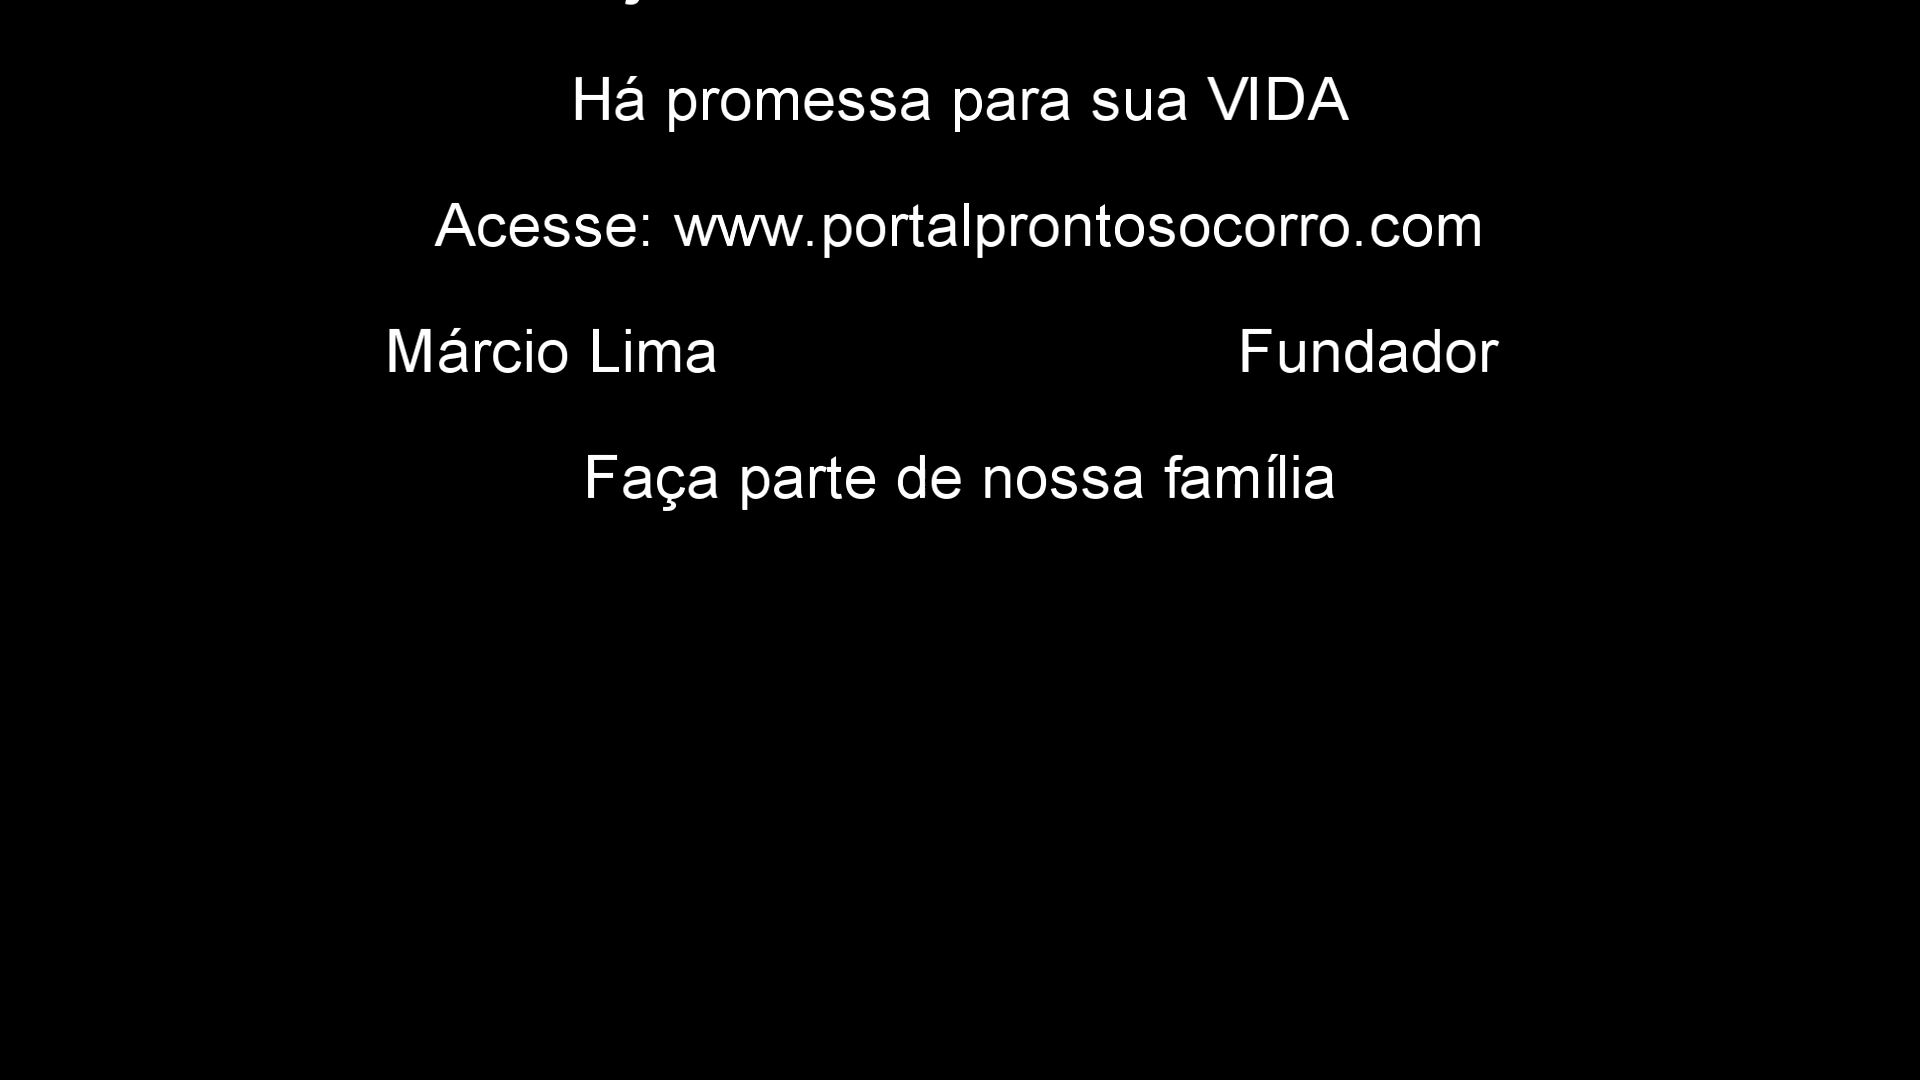 Há promessa para sua VIDA
Acesse: www.portalprontosocorro.com
Márcio Lima Fundador
Faça parte de nossa família